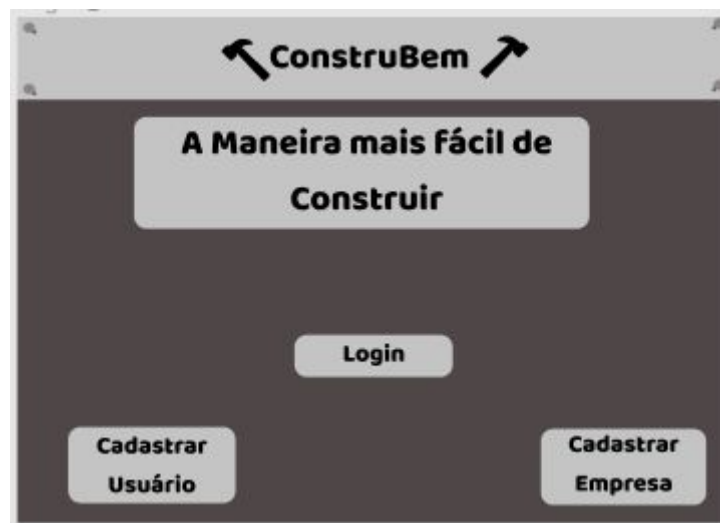 ConstruBem
A Maneira mais fácil de
Construir
Login
Cadastrar
Usuário
Cadastrar
Empresa